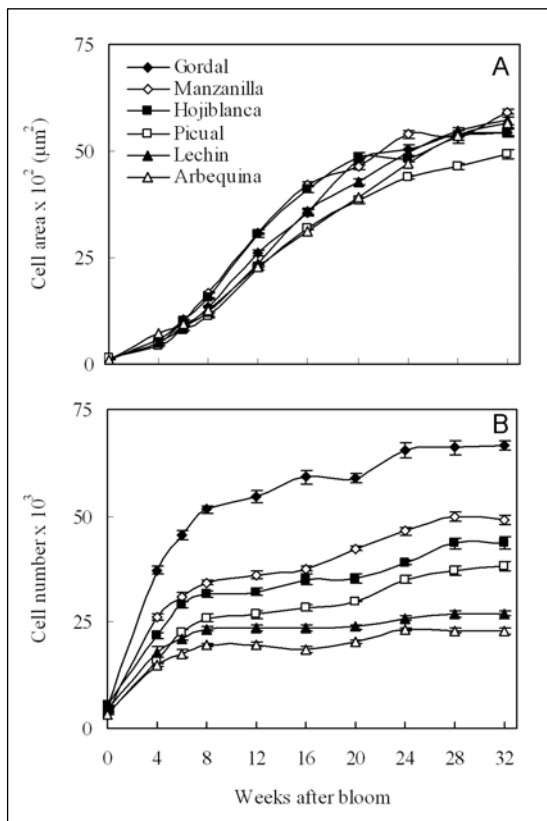 A
Gordal
Manzanilla
Hojiblanca
Picual
Lechin
Arbequina
Cell area x 10² (µm²)
75
50
25
0
B
Cell number x 10³
75
50
25
0
0 4 6 8 12 16 20 24 28 32
Weeks after bloom